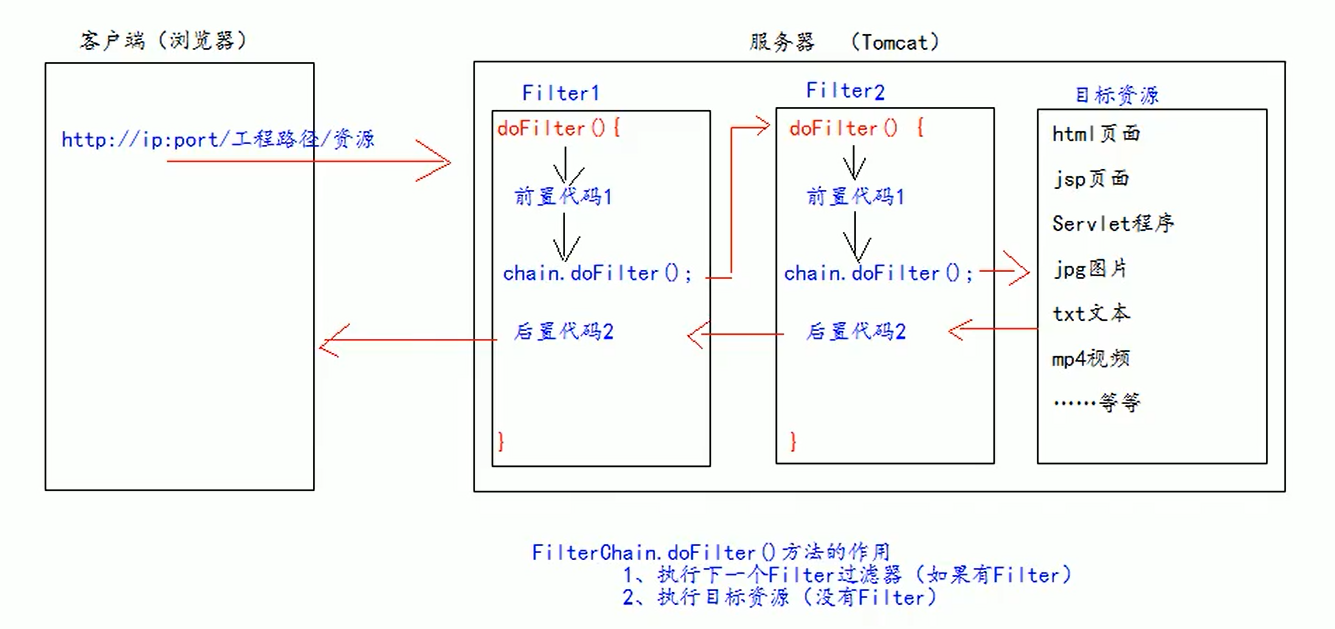 客户端（浏览器）
服务器 （Tomcat）
http://ip:port/工程路径/资源
Filter1
doFilter(){
前置代码1
chain.doFilter();
后置代码2
}
Filter2
doFilter() {
前置代码1
chain.doFilter();
后置代码2
}
目标资源
html页面
jsp页面
Servlet程序
jpg图片
txt文本
mp4视频
……等等
FilterChain.doFilter()方法的作用
1、执行下一个Filter过滤器（如果有Filter）
2、执行目标资源（没有Filter）